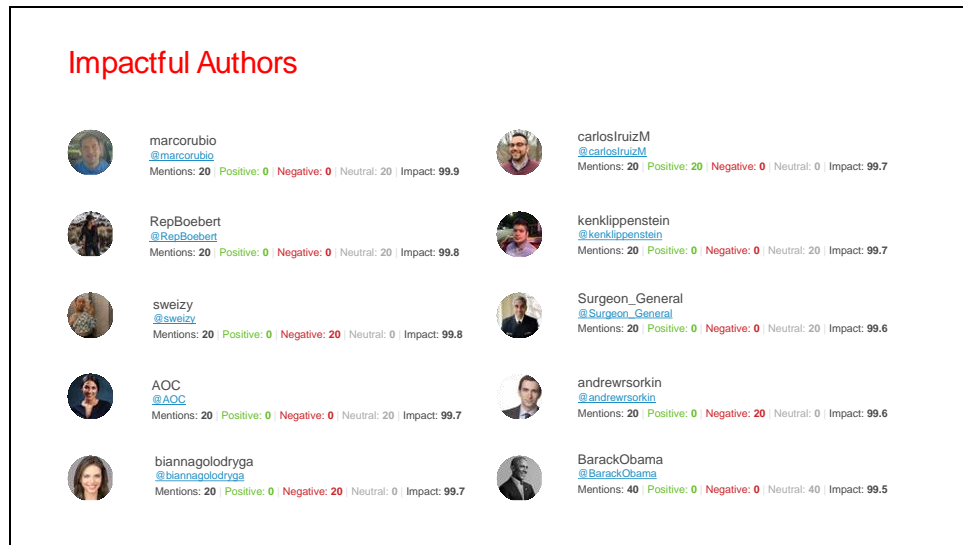 Impactful Authors
marcorubio
@marcorubio
Mentions: 20 | Positive: 0 | Negative: 0 | Neutral: 20 | Impact: 99.9
RepBoebert
@RepBoebert
Mentions: 20 | Positive: 0 | Negative: 0 | Neutral: 20 | Impact: 99.8
sweizy
@sweizy
Mentions: 20 | Positive: 0 | Negative: 20 | Neutral: 0 | Impact: 99.8
AOC
@AOC
Mentions: 20 | Positive: 0 | Negative: 0 | Neutral: 20 | Impact: 99.7
biannagolodryga
@biannagolodryga
Mentions: 20 | Positive: 0 | Negative: 20 | Neutral: 0 | Impact: 99.7
carlosIruizM
@carlosIruizM
Mentions: 20 | Positive: 20 | Negative: 0 | Neutral: 0 | Impact: 99.7
kenklippenstein
@kenklippenstein
Mentions: 20 | Positive: 0 | Negative: 0 | Neutral: 20 | Impact: 99.7
Surgeon_General
@Surgeon_General
Mentions: 20 | Positive: 0 | Negative: 0 | Neutral: 20 | Impact: 99.6
andrewrsorkin
@andrewrsorkin
Mentions: 20 | Positive: 0 | Negative: 20 | Neutral: 0 | Impact: 99.6
BarackObama
@BarackObama
Mentions: 40 | Positive: 0 | Negative: 0 | Neutral: 40 | Impact: 99.5